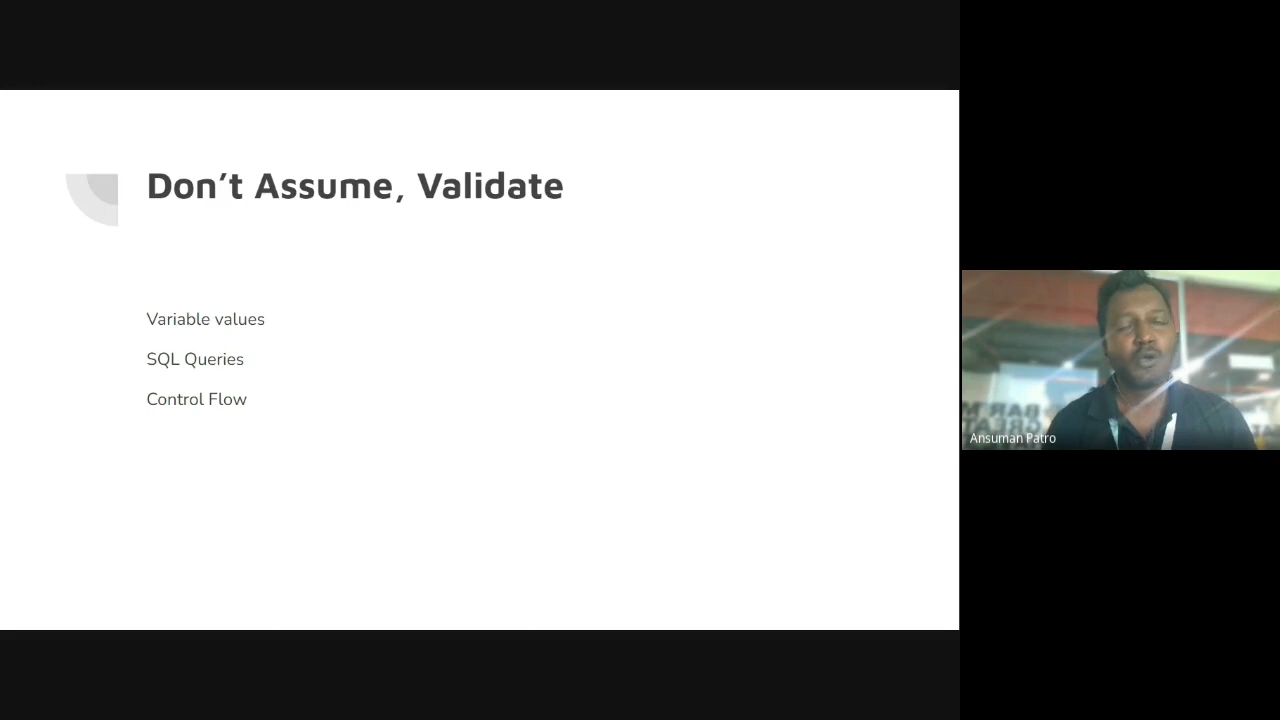 Don’t Assume, Validate
Variable values
SQL Queries
Control Flow
Ansuman Patro